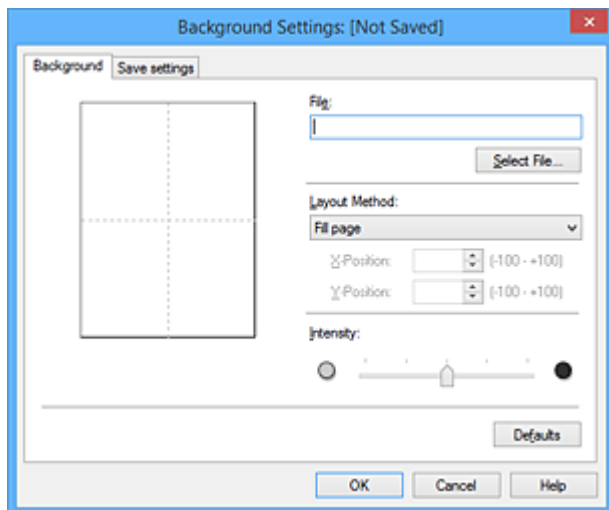 Background Settings: [Not Saved]
Background Save settings
File:
Select File...
Layout Method:
Fill page
X-Position: (-100 - +100)
Y-Position: (-100 - +100)
Intensity:
Defaults
OK Cancel Help